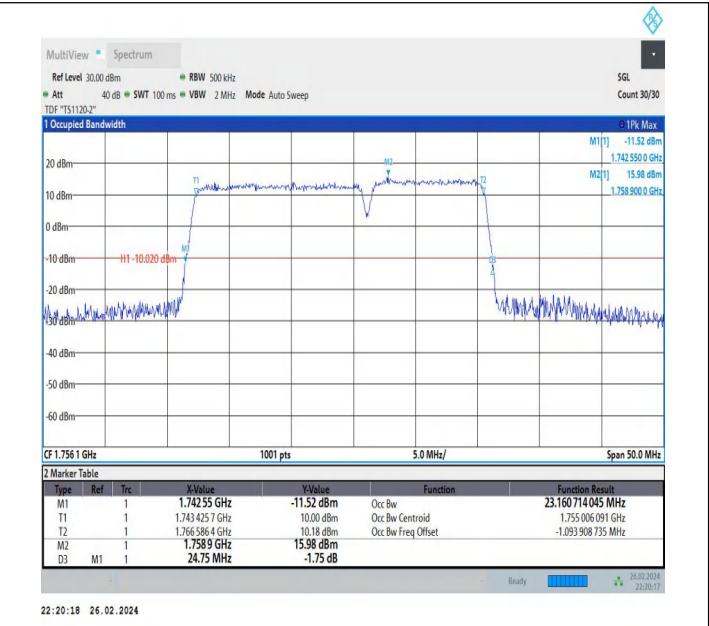 R S
MultiView Spectrum
Ref Level 30.00 dBm RBW 500 kHz SGL
Att 40 dB SWT 100 ms VBW 2 MHz Mode Auto Sweep Count 30/30
TDF "TS1120-2"
1 Occupied Bandwidth 1Pk Max
M1[1] -11.52 dBm
1.742 550 0 GHz
M2[1] 15.98 dBm
1.758 900 0 GHz
20 dBm
M2
T1
T2
10 dBm
0 dBm
M1
-10 dBm
H1 -10.020 dBm
D3
-20 dBm
-30 dBm
-40 dBm
-50 dBm
-60 dBm
CF 1.756 1 GHz 1001 pts 5.0 MHz/ Span 50.0 MHz
2 Marker Table
Type Ref Trc X-Value Y-Value Function Function Result
M1 1 1.742 55 GHz -11.52 dBm Occ Bw 23.160 714 045 MHz
T1 1 1.743 425 7 GHz 10.00 dBm Occ Bw Centroid 1.755 006 091 GHz
T2 1 1.766 586 4 GHz 10.18 dBm Occ Bw Freq Offset -1.093 908 735 MHz
M2 1 1.758 9 GHz 15.98 dBm
D3 M1 1 24.75 MHz -1.75 dB
Ready 26.02.2024
22:20:17
22:20:18 26.02.2024